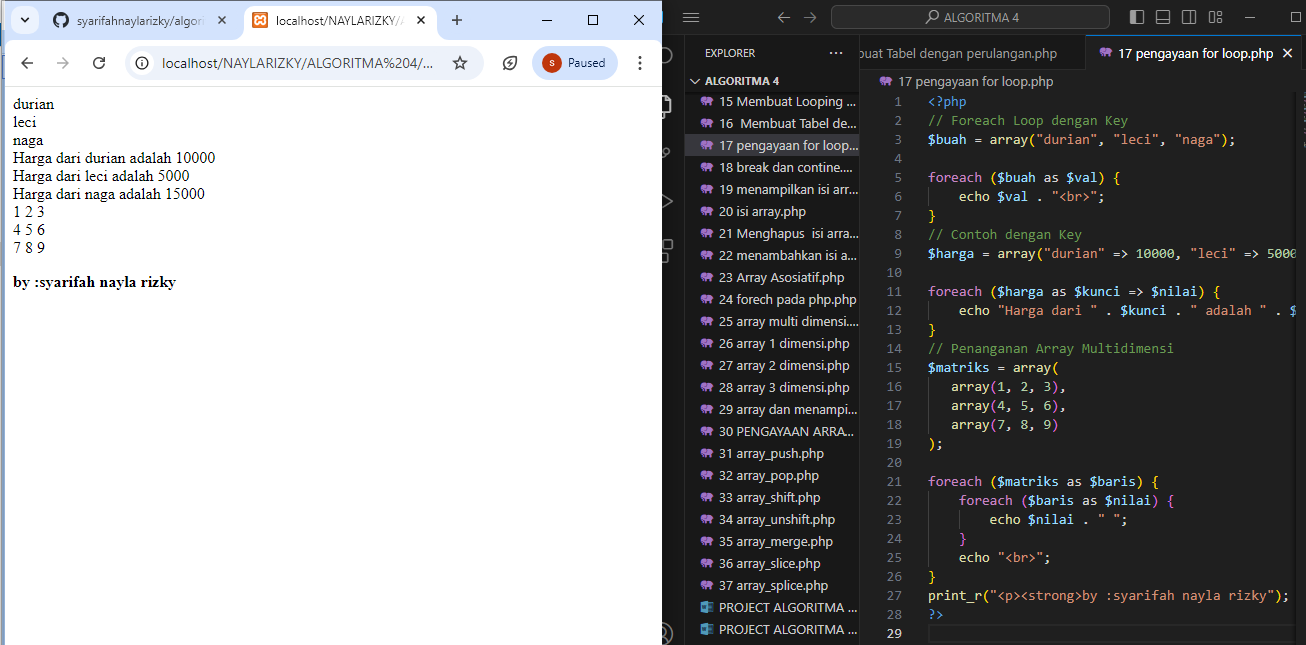 syarifahnaylarizky/algori
localhost/NAYLARIZKY/A
localhost/NAYLARIZKY/ALGORITMA%204/...
S
Paused
durian
leci
naga
Harga dari durian adalah 10000
Harga dari leci adalah 5000
Harga dari naga adalah 15000
1 2 3
4 5 6
7 8 9
by :syarifah nayla rizky
ALGORITMA 4
EXPLORER
ALGORITMA 4
15 Membuat Looping ...
16 Membuat Tabel de...
17 pengayaan for loop...
18 break dan contine....
19 menampilkan isi arr...
20 isi array.php
21 Menghapus isi arra...
22 menambahkan isi a...
23 Array Asosiatif.php
24 forech pada php.php
25 array multi dimensi....
26 array 1 dimensi.php
27 array 2 dimensi.php
28 array 3 dimensi.php
29 array dan menampi...
30 PENGAYAAN ARRA...
31 array_push.php
32 array_pop.php
33 array_shift.php
34 array_unshift.php
35 array_merge.php
36 array_slice.php
37 array_splice.php
PROJECT ALGORITMA ...
PROJECT ALGORITMA ...
buat Tabel dengan perulangan.php
17 pengayaan for loop.php
17 pengayaan for loop.php
1 <?php
2 // Foreach Loop dengan Key
3 $buah = array("durian", "leci", "naga");
4
5 foreach ($buah as $val) {
6 echo $val . "<br>";
7 }
8 // Contoh dengan Key
9 $harga = array("durian" => 10000, "leci" => 5000
10
11 foreach ($harga as $kunci => $nilai) {
12 echo "Harga dari " . $kunci . " adalah " . $
13 }
14 // Penanganan Array Multidimensi
15 $matriks = array(
16 array(1, 2, 3),
17 array(4, 5, 6),
18 array(7, 8, 9)
19 );
20
21 foreach ($matriks as $baris) {
22 foreach ($baris as $nilai) {
23 echo $nilai . " ";
24 }
25 echo "<br>";
26 }
27 print_r("<p><strong>by :syarifah nayla rizky");
28 ?>
29